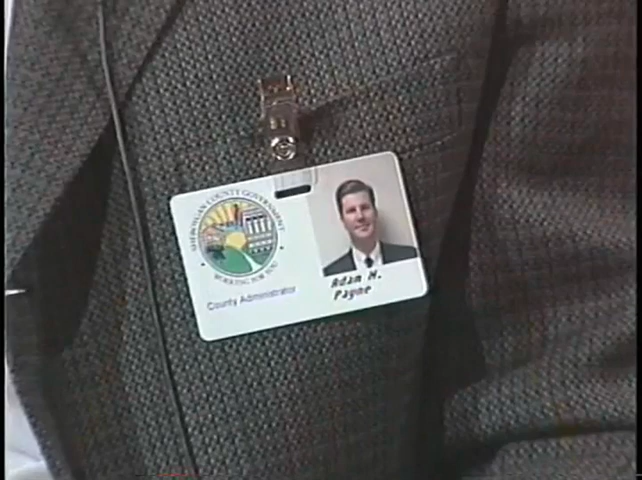 SHEBOYGAN COUNTY GOVERNMENT
WORKING FOR YOU
County Administrator
Adam M.
Payne